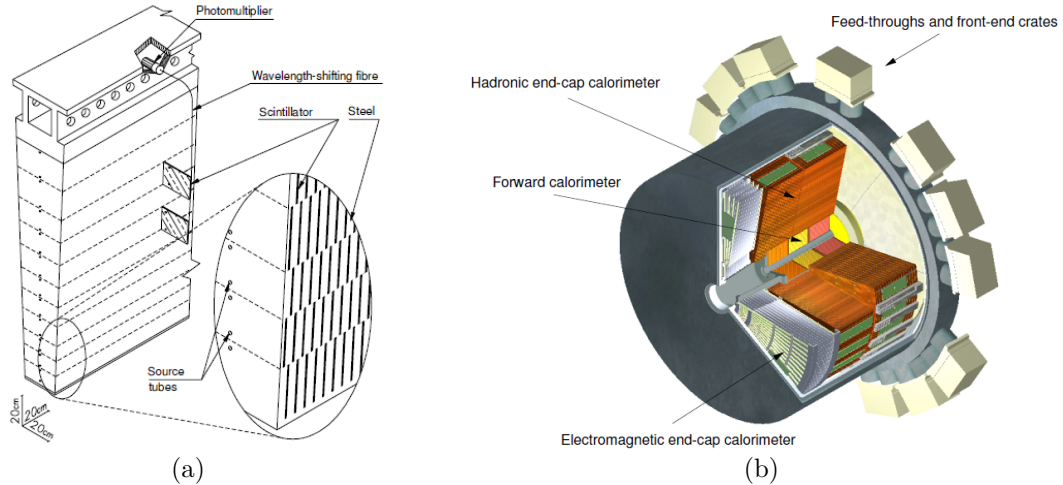 Photomultiplier
Wavelength-shifting fibre
Scintillator Steel
Source
tubes
20cm
20cm
20cm
(a)
Feed-throughs and front-end crates
Hadronic end-cap calorimeter
Forward calorimeter
Electromagnetic end-cap calorimeter
(b)